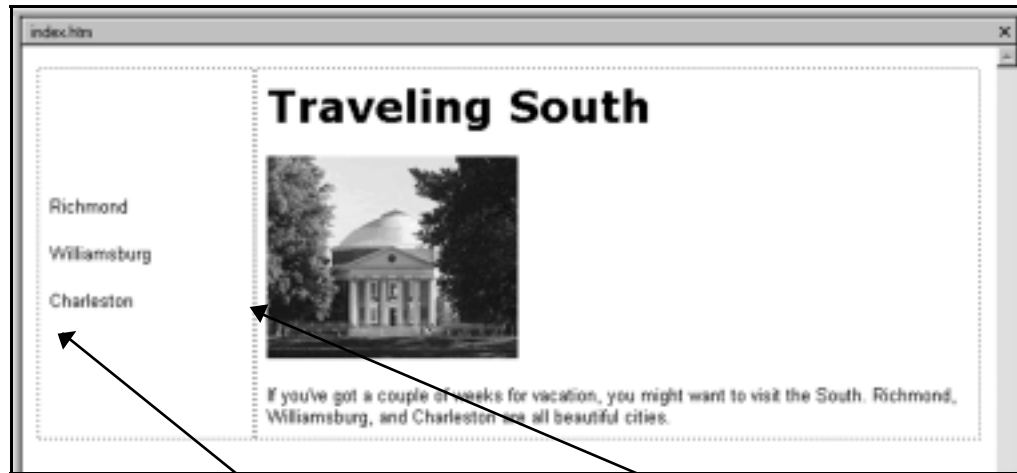 index.htm
Traveling South
Richmond
Williamsburg
Charleston
If you've got a couple of weeks for vacation, you might want to visit the South. Richmond,
Williamsburg, and Charleston are all beautiful cities.